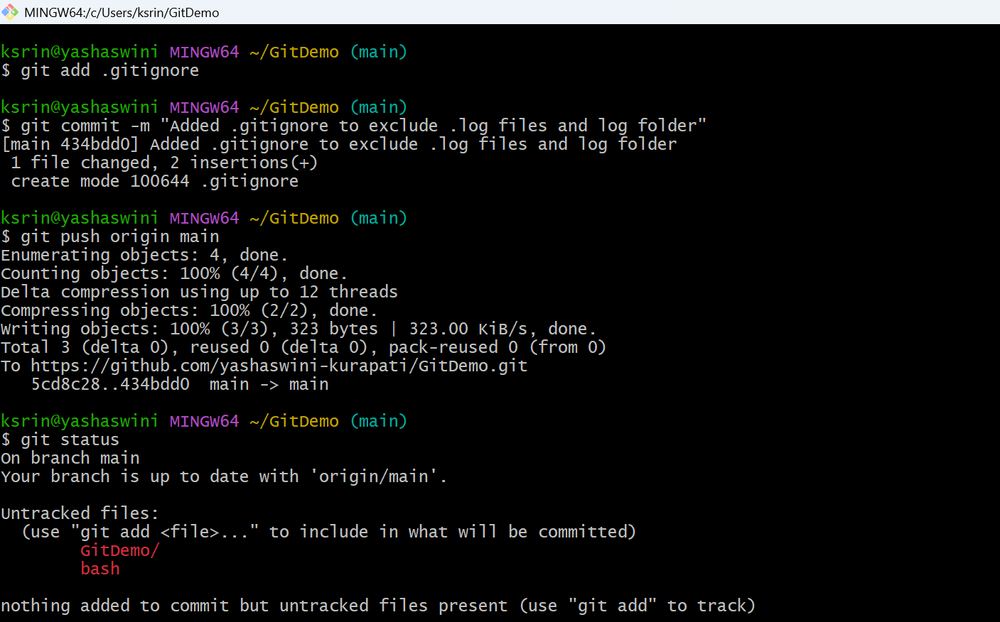 MINGW64:/c/Users/ksrin/GitDemo
ksrin@yashaswini MINGW64 ~/GitDemo (main)
$ git add .gitignore
ksrin@yashaswini MINGW64 ~/GitDemo (main)
$ git commit -m "Added .gitignore to exclude .log files and log folder"
[main 434bdd0] Added .gitignore to exclude .log files and log folder
 1 file changed, 2 insertions(+)
 create mode 100644 .gitignore
ksrin@yashaswini MINGW64 ~/GitDemo (main)
$ git push origin main
Enumerating objects: 4, done.
Counting objects: 100% (4/4), done.
Delta compression using up to 12 threads
Compressing objects: 100% (2/2), done.
Writing objects: 100% (3/3), 323 bytes | 323.00 KiB/s, done.
Total 3 (delta 0), reused 0 (delta 0), pack-reused 0 (from 0)
To https://github.com/yashaswini-kurapati/GitDemo.git
   5cd8c28..434bdd0  main -> main
ksrin@yashaswini MINGW64 ~/GitDemo (main)
$ git status
On branch main
Your branch is up to date with 'origin/main'.
Untracked files:
  (use "git add <file>..." to include in what will be committed)
        GitDemo/
        bash
nothing added to commit but untracked files present (use "git add" to track)